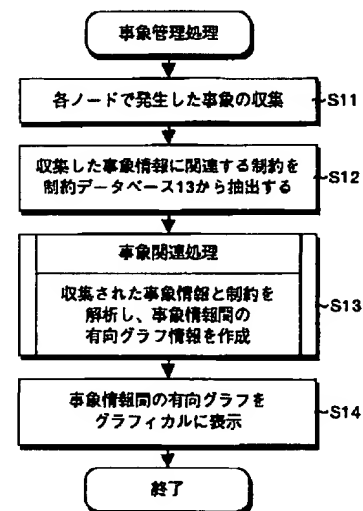 事象管理処理
各ノードで発生した事象の収集
S11
収集した事象情報に関連する制約を
制約データベース13から抽出する
S12
事象関連処理
収集された事象情報と制約を
解析し、事象情報間の
有向グラフ情報を作成
S13
事象情報間の有向グラフを
グラフィカルに表示
S14
終了